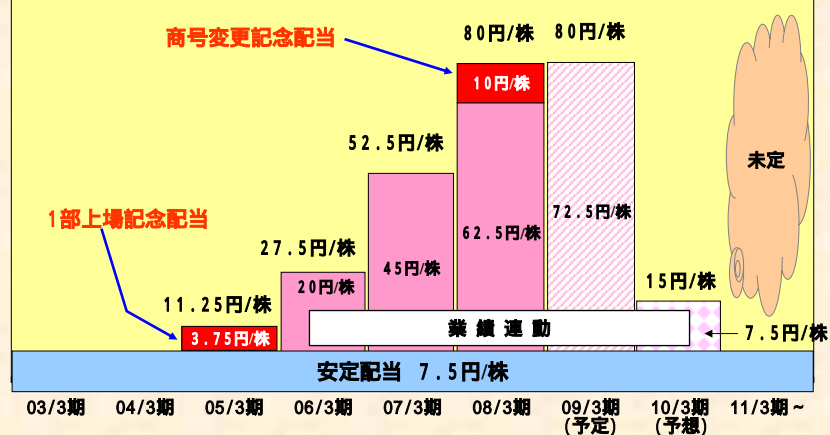 商号変更記念配当
80円/株
80円/株
10円/株
52.5円/株
未定
1部上場記念配当
72.5円/株
62.5円/株
27.5円/株
45円/株
20円/株
15円/株
11.25円/株
業績連動
7.5円/株
3.75円/株
安定配当 7.5円/株
03/3期 04/3期 05/3期 06/3期 07/3期 08/3期 09/3期 10/3期 11/3期~
(予定) (予想)